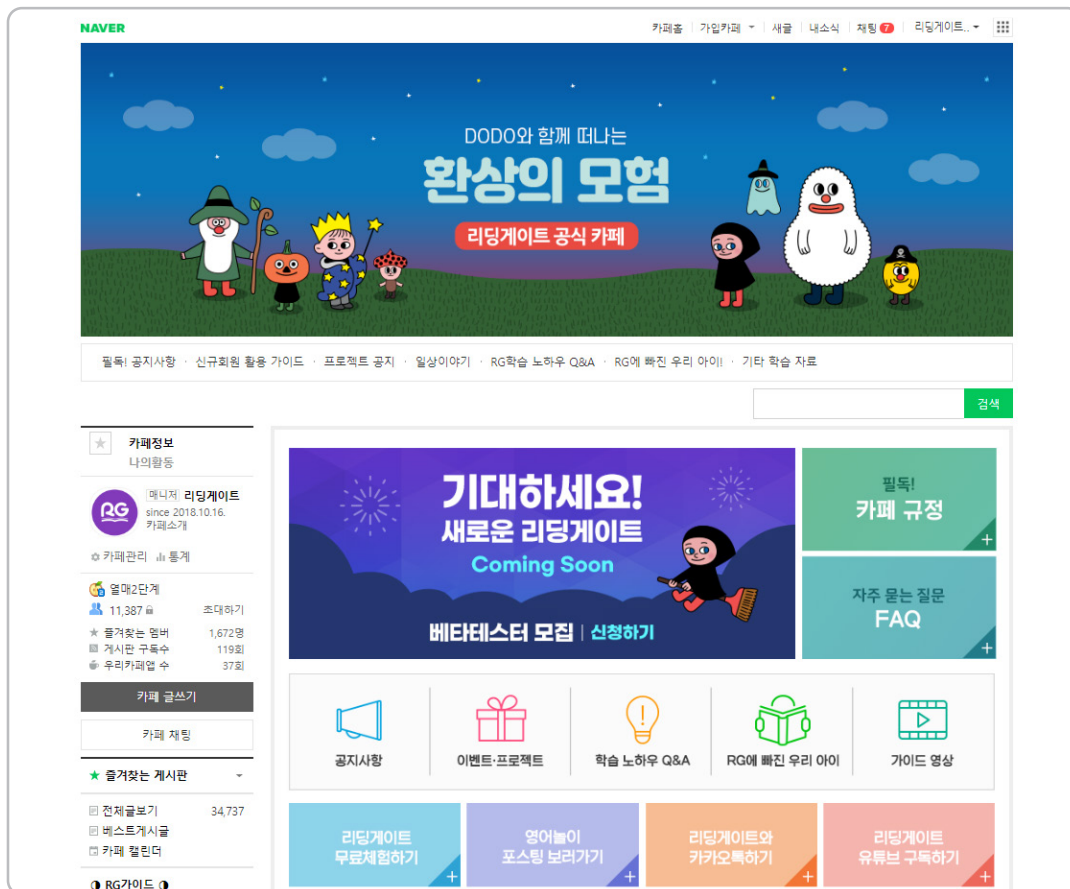 NAVER
카페홈 가입카페 새글 내소식 채팅 7 리딩게이트..
DODO와 함께 떠나는
환상의 모험
리딩게이트 공식 카페
필독! 공지사항 · 신규회원 활용 가이드 · 프로젝트 공지 · 일상이야기 · RG학습 노하우 Q&A · RG에 빠진 우리 아이! · 기타 학습 자료
검색
카페정보
나의활동
RG
매니저 리딩게이트
since 2018.10.16.
카페소개
카페관리 통계
열매2단계
11,387 초대하기
즐겨찾는 멤버 1,672명
게시판 구독수 119회
우리카페앱 수 37회
카페 글쓰기
카페 채팅
즐겨찾는 게시판
전체글보기 34,737
베스트게시글
카페 캘린더
RG가이드
기대하세요!
새로운 리딩게이트
Coming Soon
베타테스터 모집 | 신청하기
필독!
카페 규정
+
자주 묻는 질문
FAQ
+
공지사항
이벤트·프로젝트
학습 노하우 Q&A
RG에 빠진 우리 아이
가이드 영상
리딩게이트
무료체험하기
+
영어놀이
포스팅 보러가기
+
리딩게이트와
카카오톡하기
+
리딩게이트
유튜브 구독하기
+